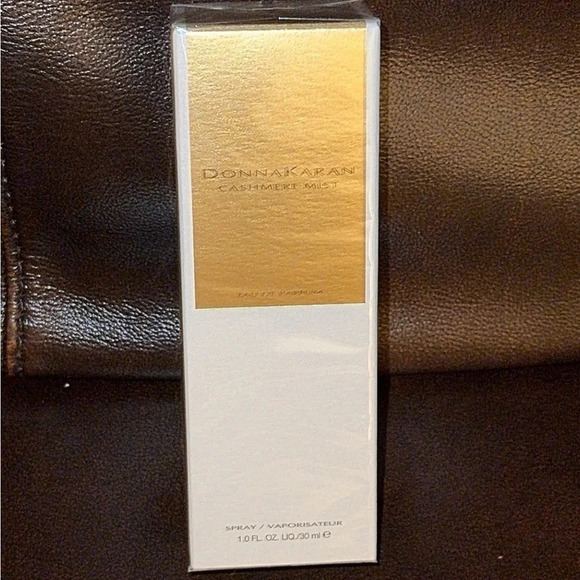 DONNAKARAN
CASHMERE MIST
EAU DE PARFUM
SPRAY / VAPORISATEUR
1.0 FL. OZ. LIQ./30 ml ℮